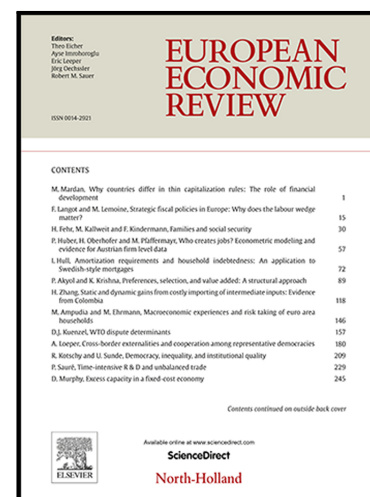 Editors:
Theo Eicher
Ayse Imrohoroglu
Eric Leeper
Jörg Oechssler
Robert M. Sauer
ISSN 0014-2921
EUROPEAN
ECONOMIC
REVIEW
CONTENTS
M. Mardan, Why countries differ in thin capitalization rules: The role of financial
development 1
F. Langot and M. Lemoine, Strategic fiscal policies in Europe: Why does the labour wedge
matter? 15
H. Fehr, M. Kallweit and F. Kindermann, Families and social security 30
P. Huber, H. Oberhofer and M. Pfaffermayr, Who creates jobs? Econometric modeling and
evidence for Austrian firm level data 57
I. Hull, Amortization requirements and household indebtedness: An application to
Swedish-style mortgages 72
P. Akyol and K. Krishna, Preferences, selection, and value added: A structural approach 89
H. Zhang, Static and dynamic gains from costly importing of intermediate inputs: Evidence
from Colombia 118
M. Ampudia and M. Ehrmann, Macroeconomic experiences and risk taking of euro area
households 146
D.J. Kuenzel, WTO dispute determinants 157
A. Loeper, Cross-border externalities and cooperation among representative democracies 180
R. Kotschy and U. Sunde, Democracy, inequality, and institutional quality 209
P. Sauré, Time-intensive R & D and unbalanced trade 229
D. Murphy, Excess capacity in a fixed-cost economy 245
Contents continued on outside back cover
ELSEVIER
Available online at www.sciencedirect.com
ScienceDirect
North-Holland